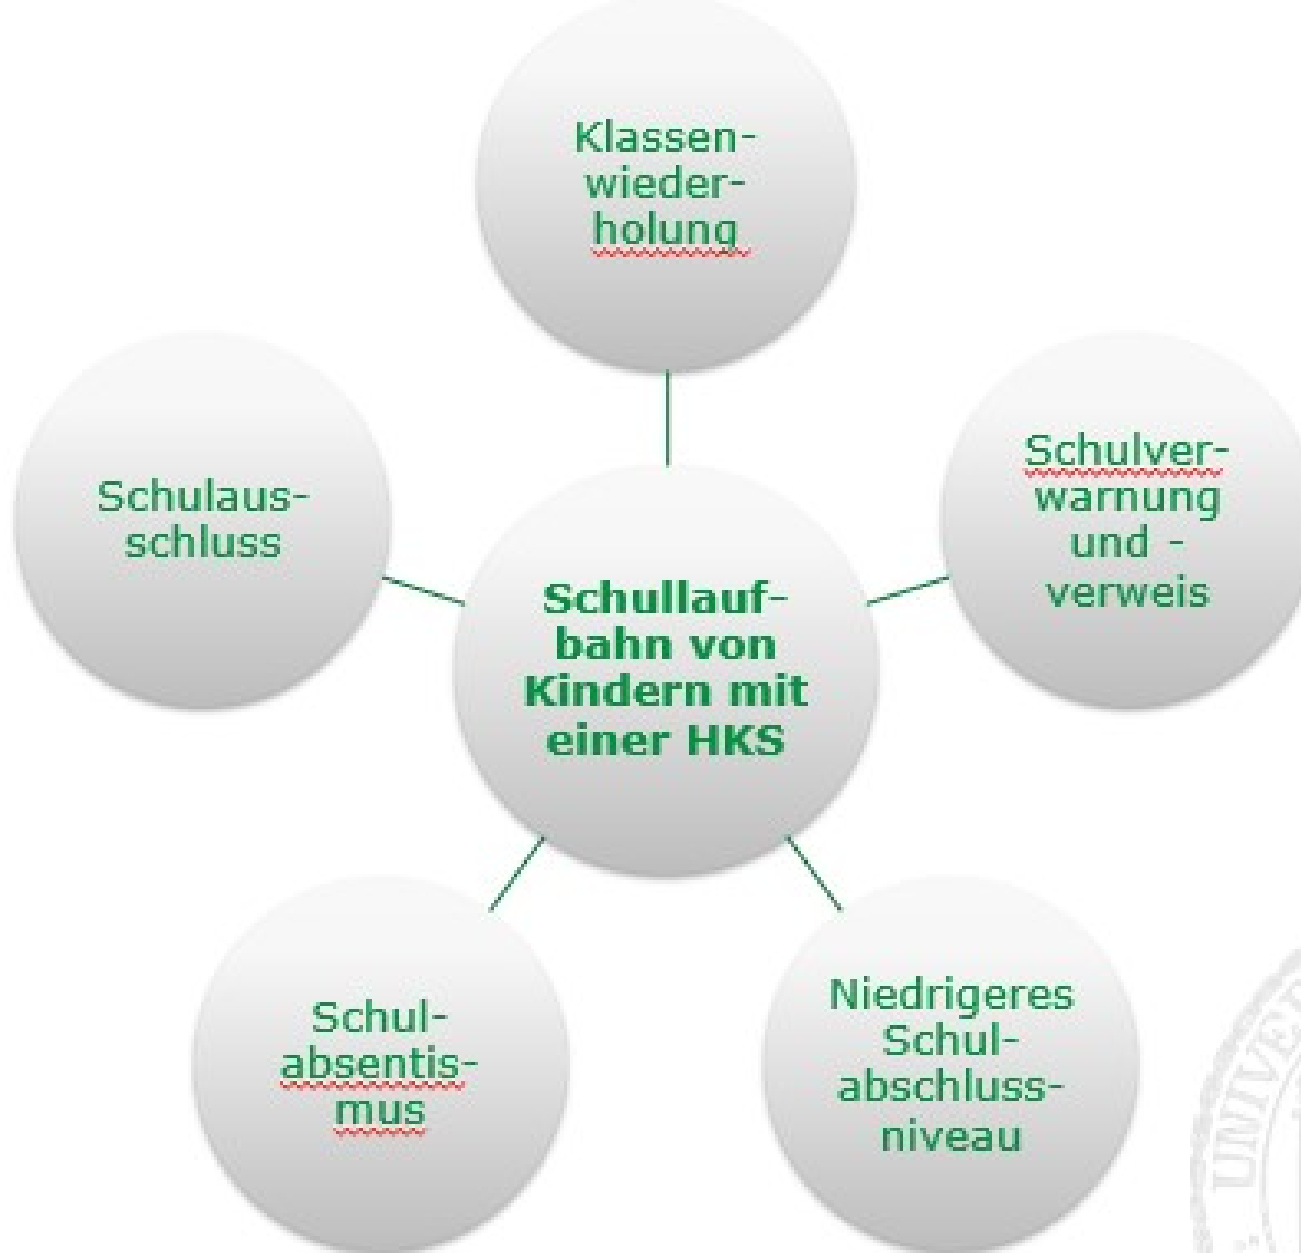 Klassen-
wieder-
holung
Schulver-
warnung
und -
verweis
Schulaus-
schluss
Schullauf-
bahn von
Kindern mit
einer HKS
Niedrigeres
Schul-
abschluss-
niveau
Schul-
absentis-
mus